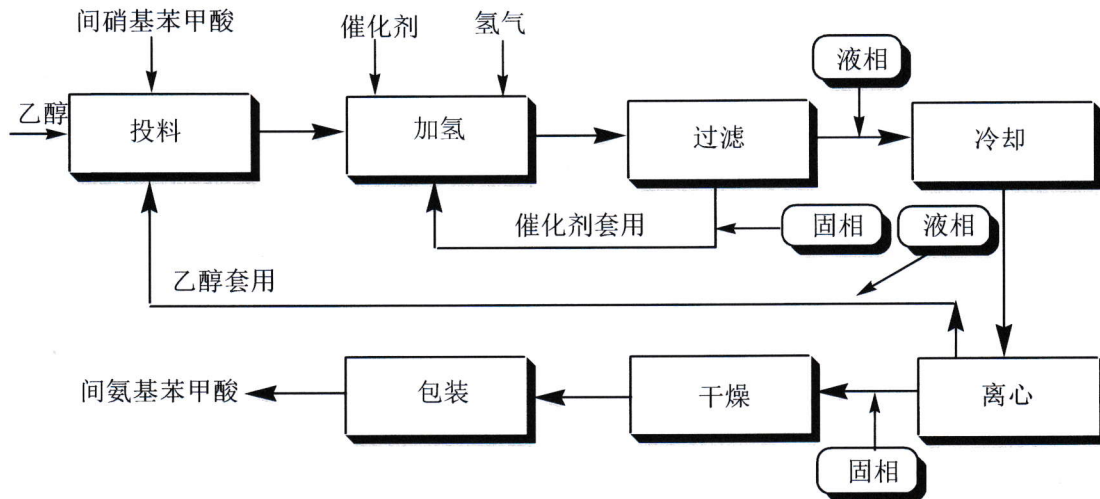 间硝基苯甲酸
催化剂
氢气
液相
乙醇
投料
加氢
过滤
冷却
催化剂套用
固相
液相
乙醇套用
间氨基苯甲酸
包装
干燥
离心
固相